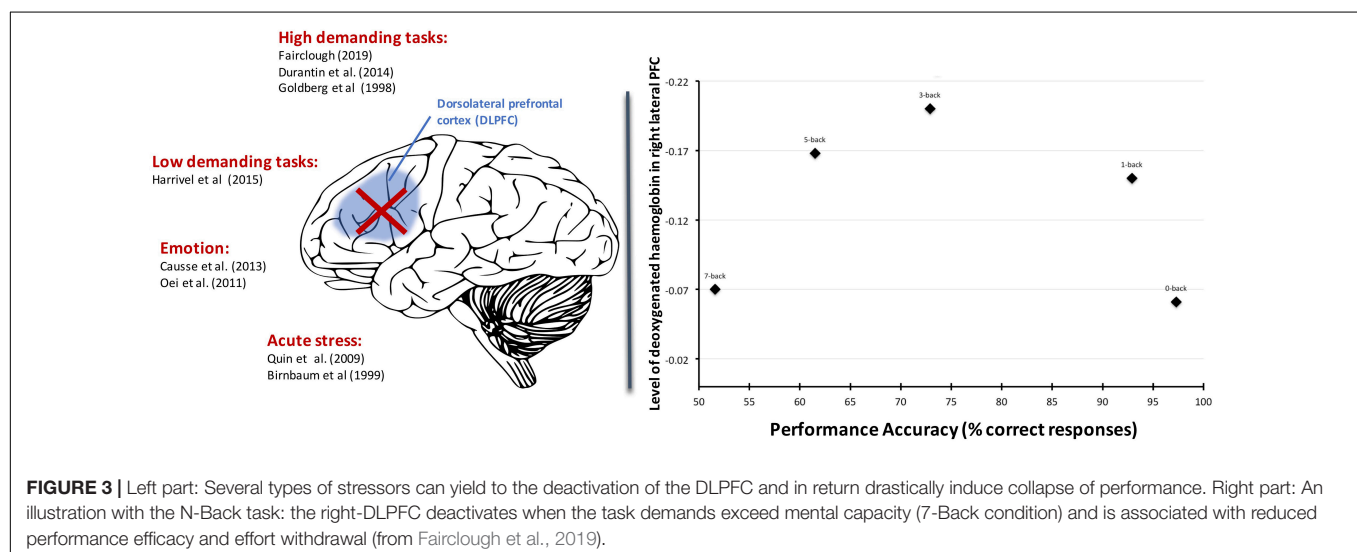 High demanding tasks:
Fairclough (2019)
Durantin et al. (2014)
Goldberg et al (1998)
Dorsolateral prefrontal
cortex (DLPFC)
Low demanding tasks:
Harrivel et al (2015)
Emotion:
Causse et al. (2013)
Oei et al. (2011)
Acute stress:
Quin et al. (2009)
Birnbaum et al (1999)
Level of deoxygenated haemoglobin in right lateral PFC
-0.22
-0.17
-0.12
-0.07
-0.02
3-back
5-back
1-back
7-back
0-back
50 55 60 65 70 75 80 85 90 95 100
Performance Accuracy (% correct responses)
FIGURE 3 | Left part: Several types of stressors can yield to the deactivation of the DLPFC and in return drastically induce collapse of performance. Right part: An
illustration with the N-Back task: the right-DLPFC deactivates when the task demands exceed mental capacity (7-Back condition) and is associated with reduced
performance efficacy and effort withdrawal (from Fairclough et al., 2019).